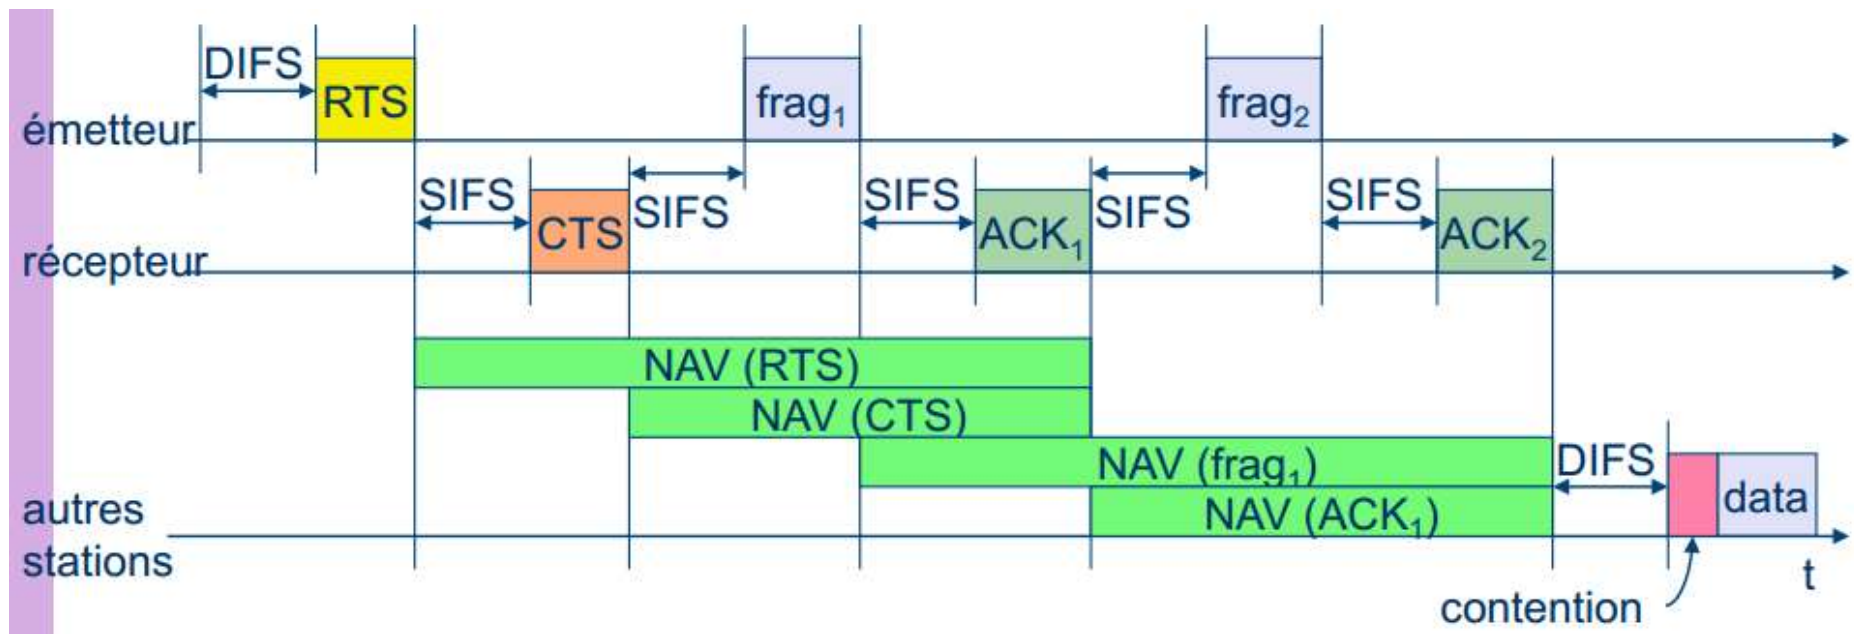 DIFS
RTS
frag₁
frag₂
émetteur
SIFS
CTS
SIFS
SIFS
ACK₁
SIFS
SIFS
ACK₂
récepteur
NAV (RTS)
NAV (CTS)
NAV (frag₁)
DIFS
NAV (ACK₁)
data
autres
stations
t
contention